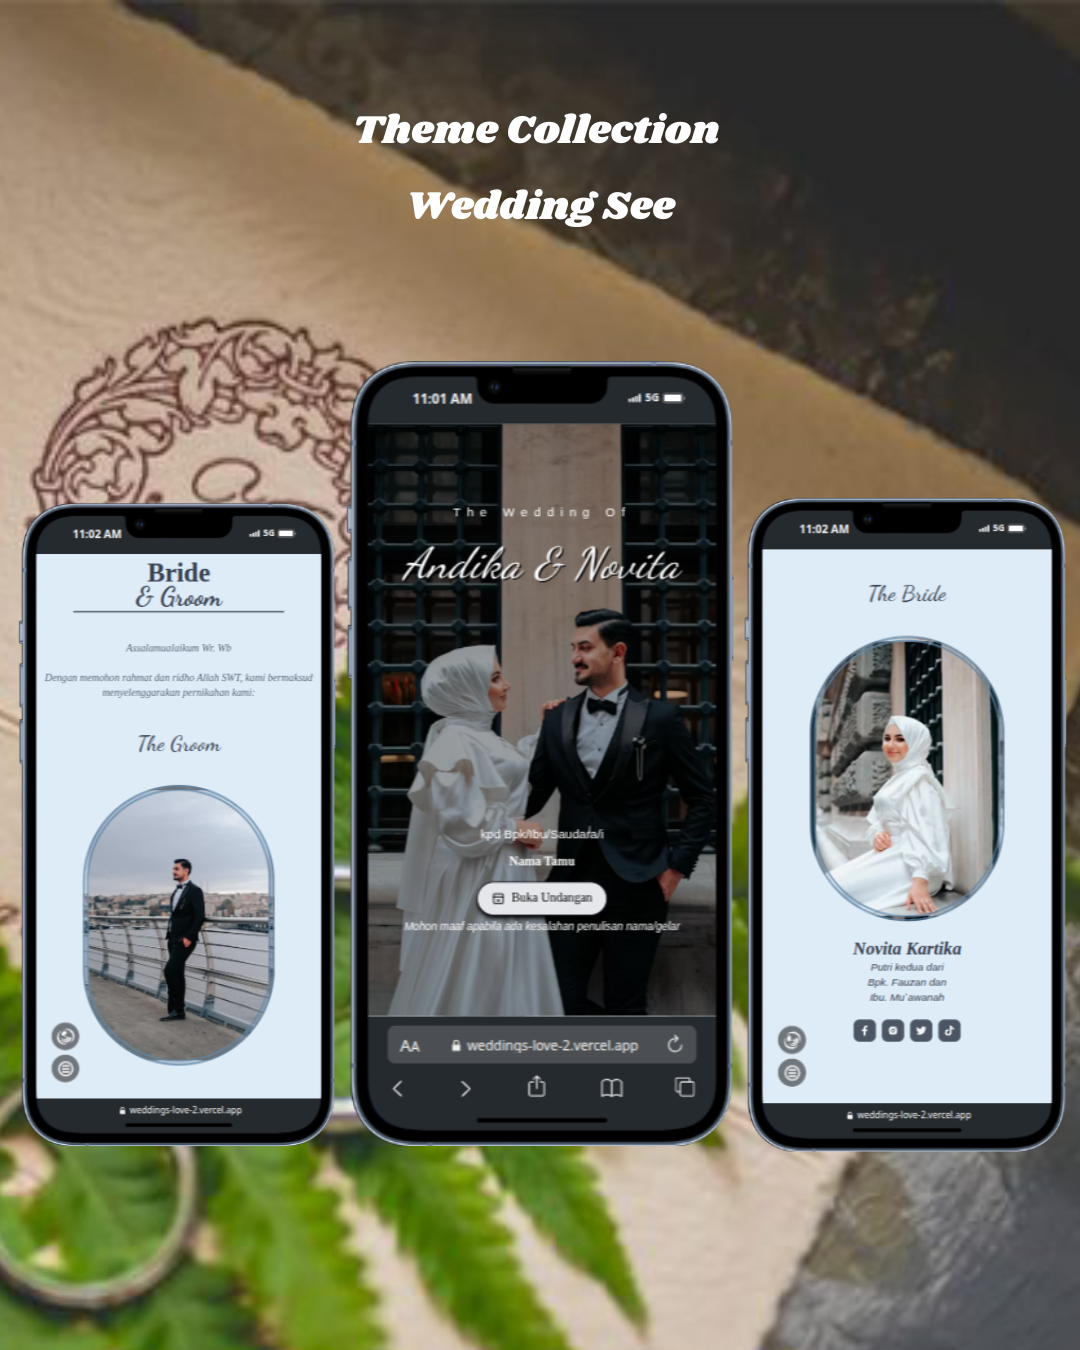 Theme Collection
Wedding See
11:02 AM
5G
Bride
& Groom
Assalamualaikum Wr. Wb
Dengan memohon rahmat dan ridho Allah SWT, kami bermaksud
menyelenggarakan pernikahan kami:
The Groom
weddings-love-2.vercel.app
11:01 AM
5G
The Wedding Of
Andika & Novita
kpd Bpk/Ibu/Saudara/i
Nama Tamu
Buka Undangan
Mohon maaf apabila ada kesalahan penulisan nama/gelar
AA
weddings-love-2.vercel.app
11:02 AM
5G
The Bride
Novita Kartika
Putri kedua dari
Bpk. Fauzan dan
Ibu. Mu`awanah
weddings-love-2.vercel.app